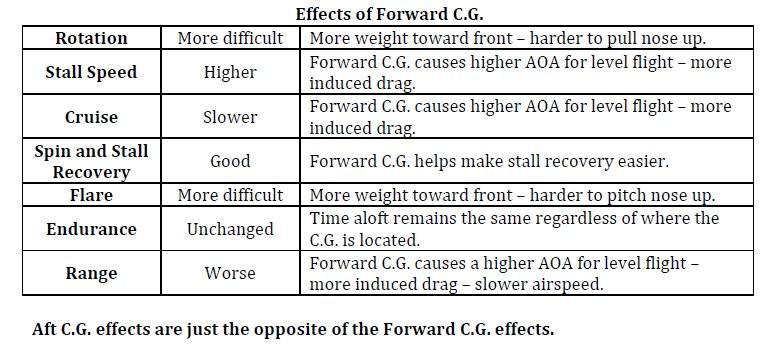 Effects of Forward C.G.
Rotation More difficult More weight toward front – harder to pull nose up.
Stall Speed Higher Forward C.G. causes higher AOA for level flight – more
induced drag.
Cruise Slower Forward C.G. causes higher AOA for level flight – more
induced drag.
Spin and Stall
Recovery Good Forward C.G. helps make stall recovery easier.
Flare More difficult More weight toward front – harder to pitch nose up.
Endurance Unchanged Time aloft remains the same regardless of where the
C.G. is located.
Range Worse Forward C.G. causes a higher AOA for level flight –
more induced drag – slower airspeed.
Aft C.G. effects are just the opposite of the Forward C.G. effects.